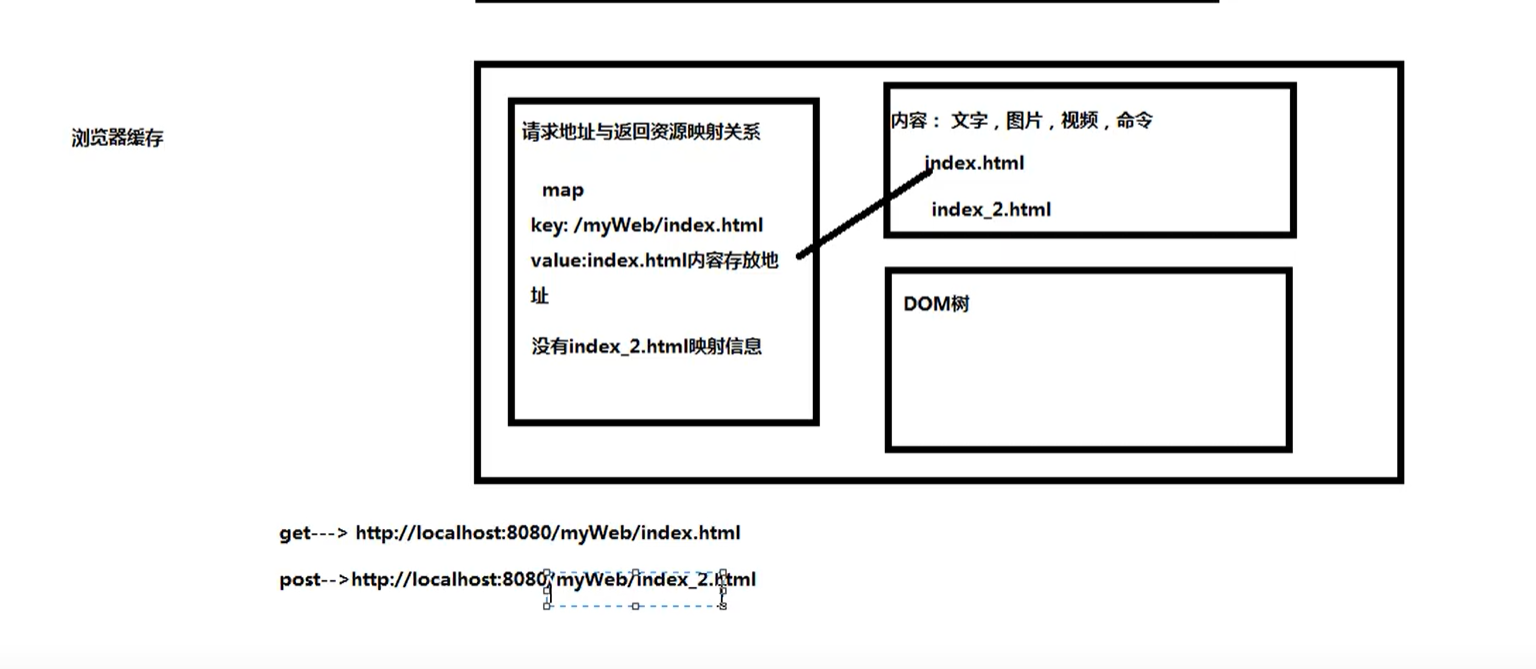 浏览器缓存
请求地址与返回资源映射关系
map
key: /myWeb/index.html
value:index.html内容存放地
址
没有index_2.html映射信息
内容： 文字，图片，视频，命令
index.html
index_2.html
DOM树
get---> http://localhost:8080/myWeb/index.html
post-->http://localhost:8080/myWeb/index_2.html